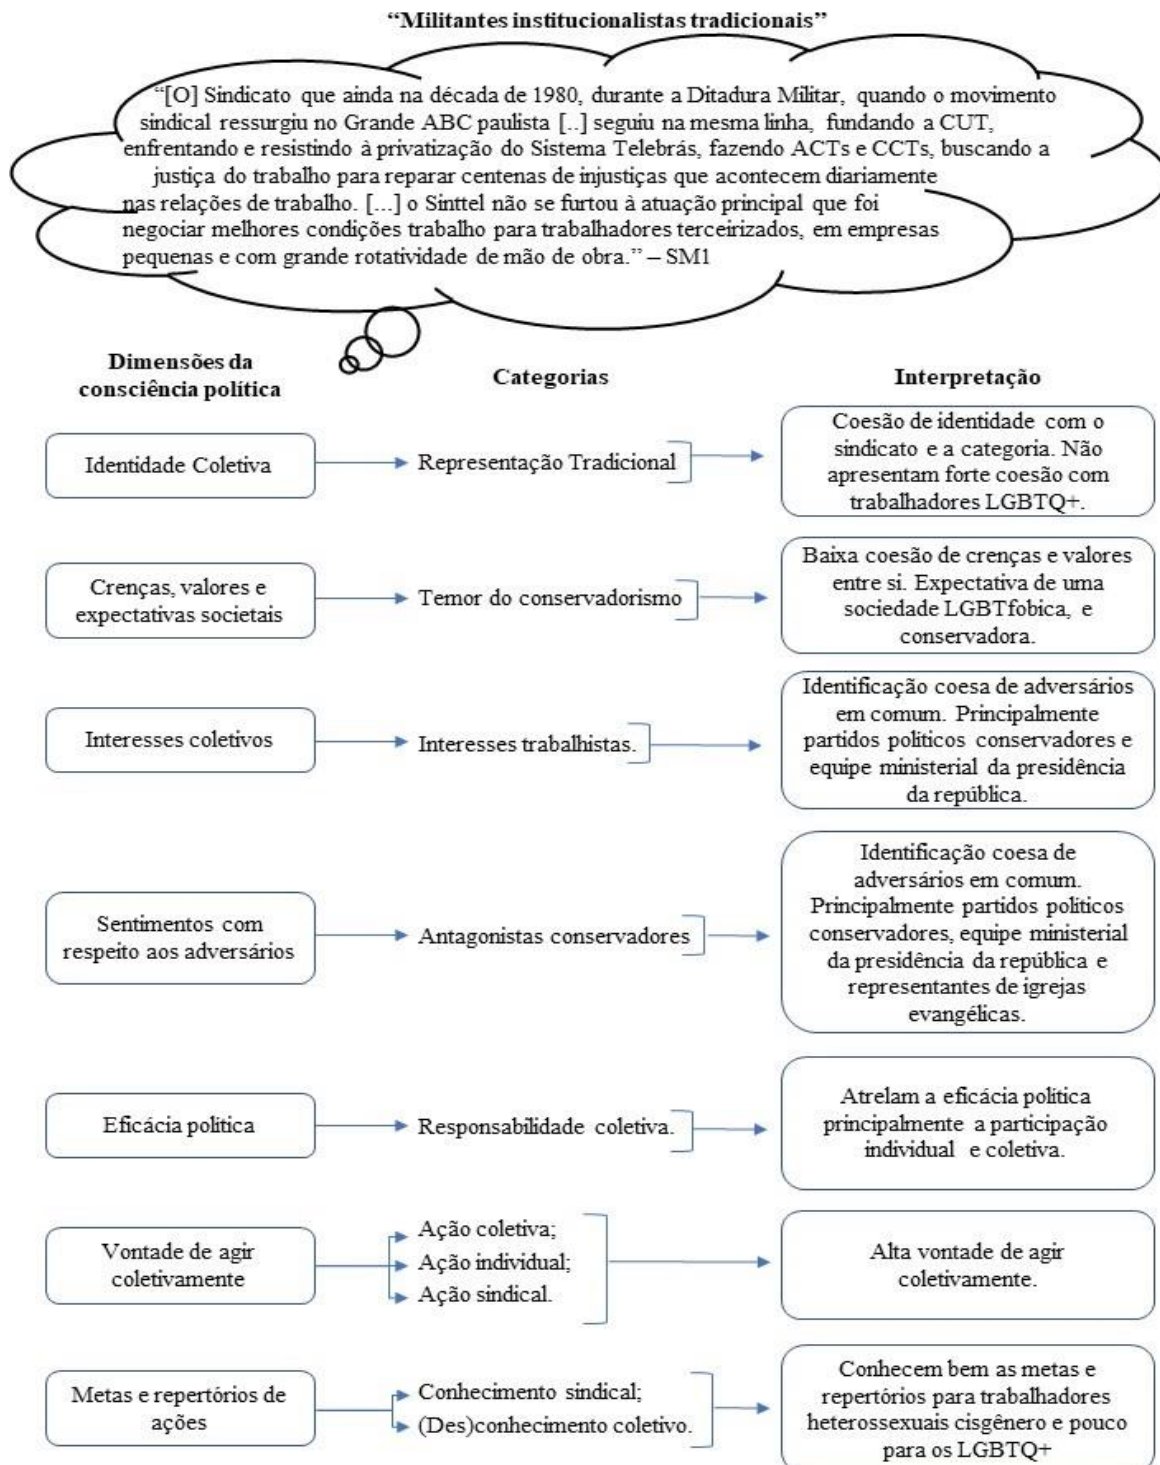 “Militantes institucionalistas tradicionais”
“[O] Sindicato que ainda na década de 1980, durante a Ditadura Militar, quando o movimento
sindical ressurgiu no Grande ABC paulista [..] seguiu na mesma linha, fundando a CUT,
enfrentando e resistindo à privatização do Sistema Telebrás, fazendo ACTs e CCTs, buscando a
justiça do trabalho para reparar centenas de injustiças que acontecem diariamente
nas relações de trabalho. [...] o Sinttel não se furtou à atuação principal que foi
negociar melhores condições trabalho para trabalhadores terceirizados, em empresas
pequenas e com grande rotatividade de mão de obra.” – SM1
Dimensões da
consciência política
Categorias
Interpretação
Identidade Coletiva
Representação Tradicional
Coesão de identidade com o
sindicato e a categoria. Não
apresentam forte coesão com
trabalhadores LGBTQ+.
Crenças, valores e
expectativas societais
Temor do conservadorismo
Baixa coesão de crenças e valores
entre si. Expectativa de uma
sociedade LGBTfobica, e
conservadora.
Interesses coletivos
Interesses trabalhistas.
Identificação coesa de adversários
em comum. Principalmente
partidos políticos conservadores e
equipe ministerial da presidência
da república.
Sentimentos com
respeito aos adversários
Antagonistas conservadores
Identificação coesa de
adversários em comum.
Principalmente partidos políticos
conservadores, equipe ministerial
da presidência da república e
representantes de igrejas
evangélicas.
Eficácia política
Responsabilidade coletiva.
Atrelam a eficácia política
principalmente a participação
individual e coletiva.
Vontade de agir
coletivamente
Ação coletiva;
Ação individual;
Ação sindical.
Alta vontade de agir
coletivamente.
Metas e repertórios de
ações
Conhecimento sindical;
(Des)conhecimento coletivo.
Conhecem bem as metas e
repertórios para trabalhadores
heterossexuais cisgênero e pouco
para os LGBTQ+